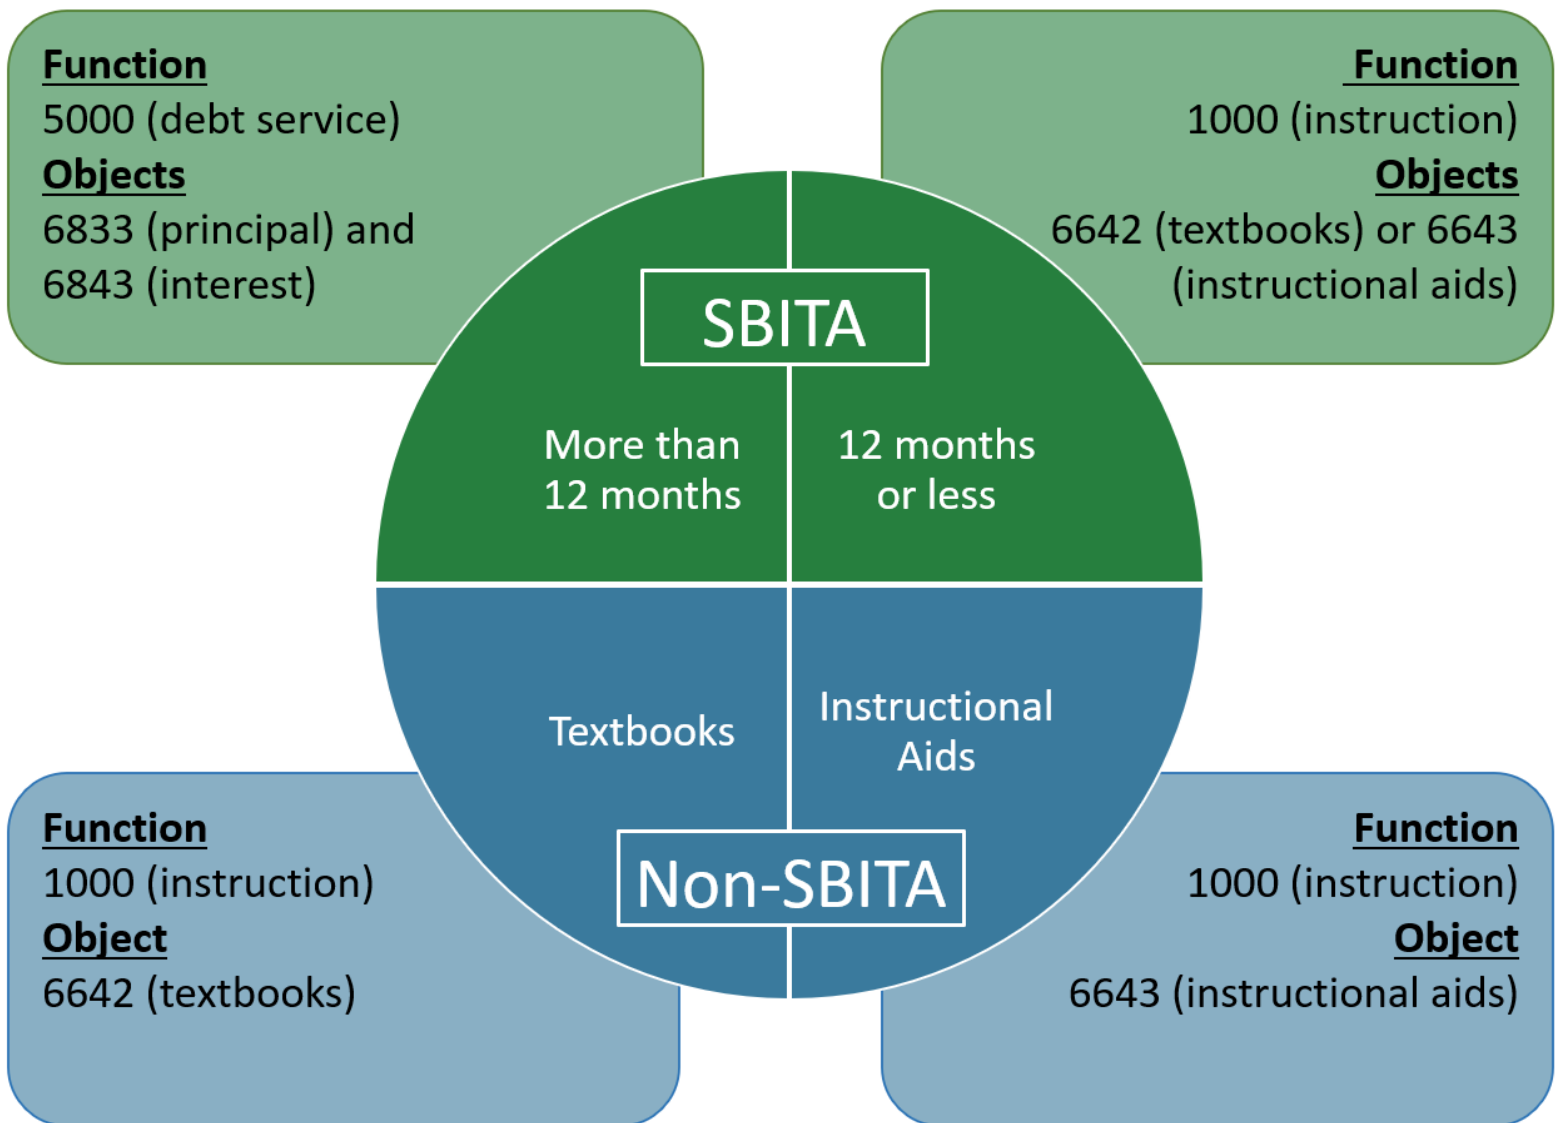 Function
5000 (debt service)
Objects
6833 (principal) and
6843 (interest)
Function
1000 (instruction)
Objects
6642 (textbooks) or 6643
(instructional aids)
SBITA
More than
12 months
12 months
or less
Textbooks
Instructional
Aids
Non-SBITA
Function
1000 (instruction)
Object
6642 (textbooks)
Function
1000 (instruction)
Object
6643 (instructional aids)